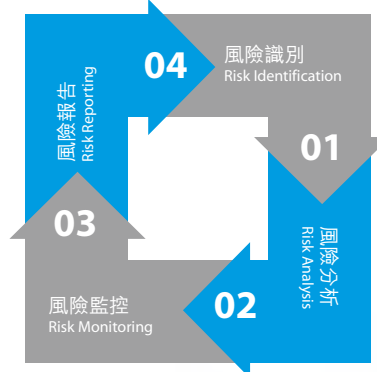 04
風險識別
Risk Identification
01
風險分析
Risk Analysis
02
風險監控
Risk Monitoring
03
風險報告
Risk Reporting